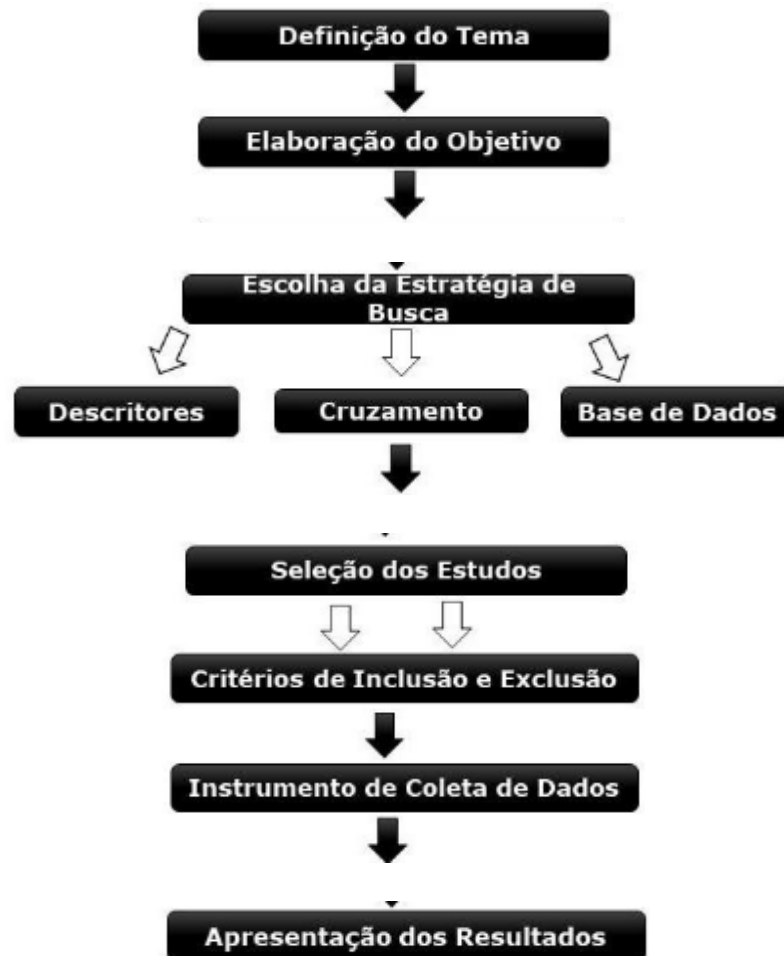 Definição do Tema
Elaboração do Objetivo
Escolha da Estratégia de
Busca
Descritores
Cruzamento
Base de Dados
Seleção dos Estudos
Critérios de Inclusão e Exclusão
Instrumento de Coleta de Dados
Apresentação dos Resultados